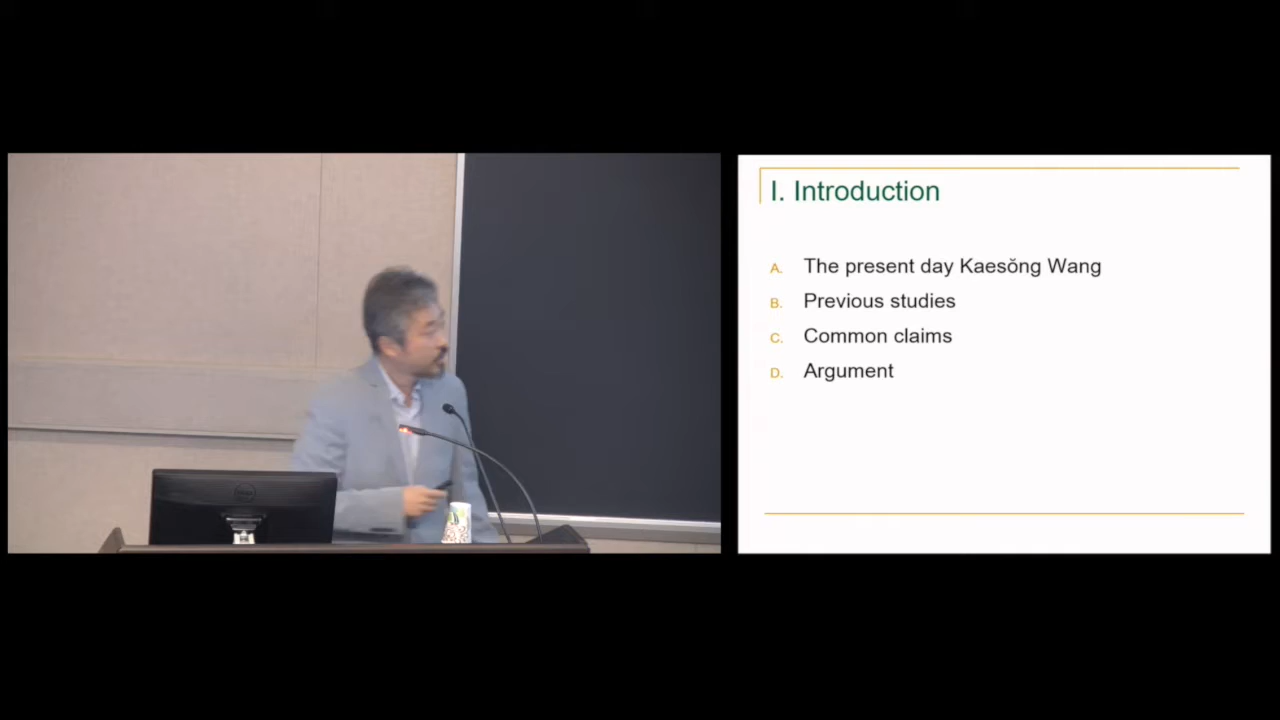 I. Introduction
A. The present day Kaesŏng Wang
B. Previous studies
C. Common claims
D. Argument